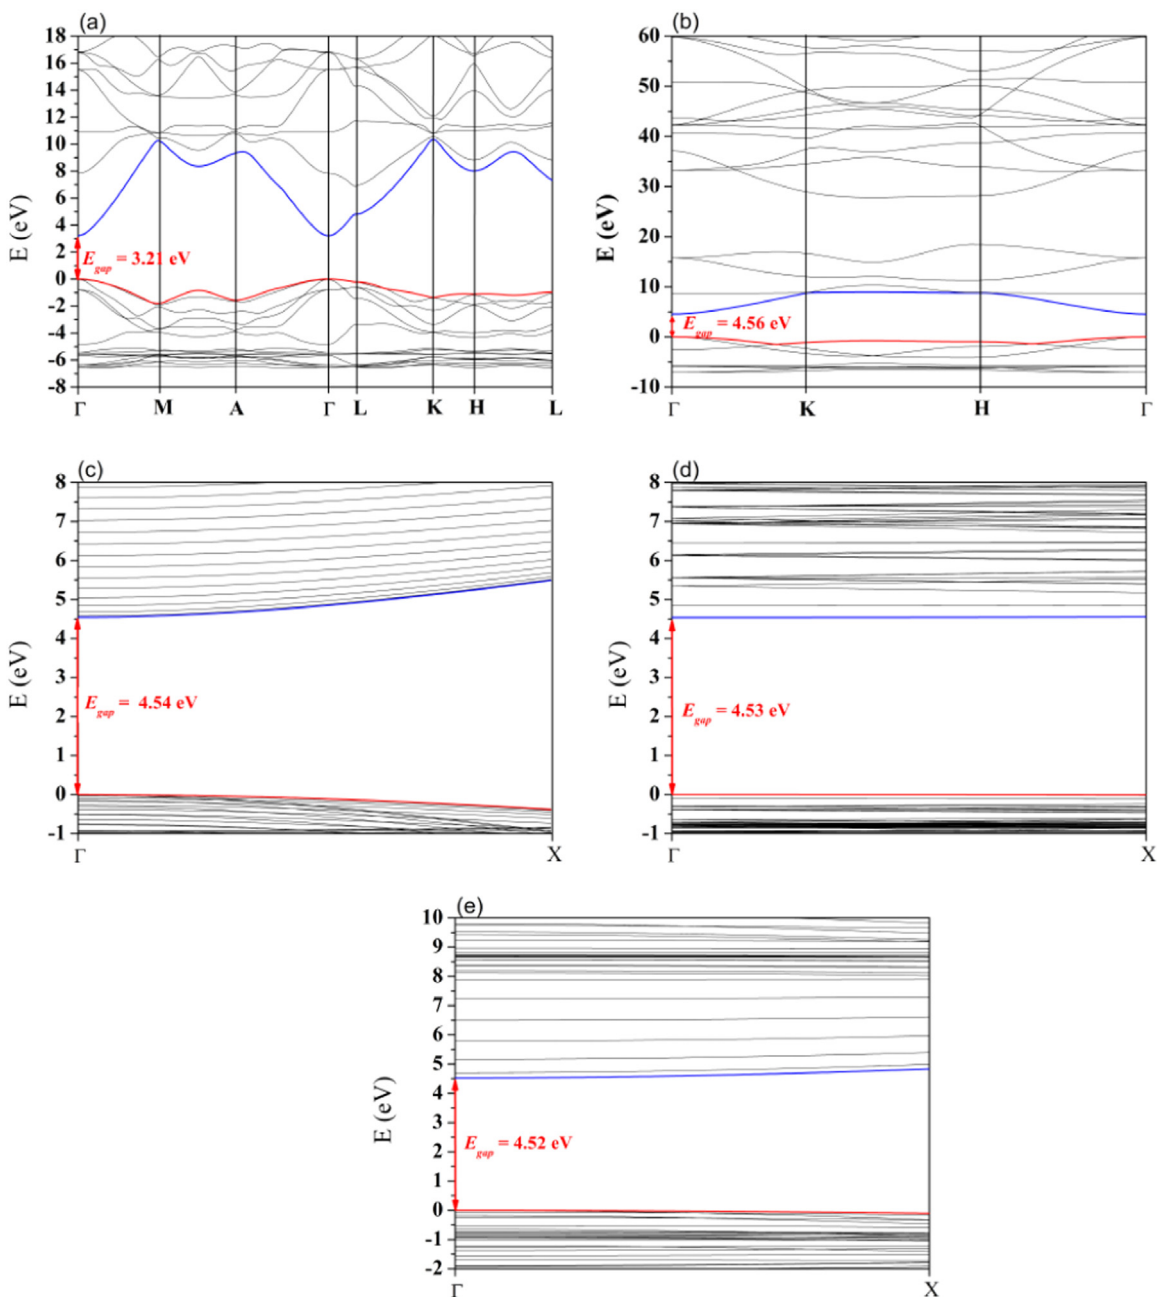 (a)
18
16
14
12
10
8
6
4
2
0
-2
-4
-6
-8
E (eV)
E_gap = 3.21 eV
Γ M A Γ L K H L
(b)
60
50
40
30
20
10
0
-10
E (eV)
E_gap = 4.56 eV
Γ K H Γ
(c)
8
7
6
5
4
3
2
1
0
-1
E (eV)
E_gap = 4.54 eV
Γ X
(d)
8
7
6
5
4
3
2
1
0
-1
E (eV)
E_gap = 4.53 eV
Γ X
(e)
10
9
8
7
6
5
4
3
2
1
0
-1
-2
E (eV)
E_gap = 4.52 eV
Γ X